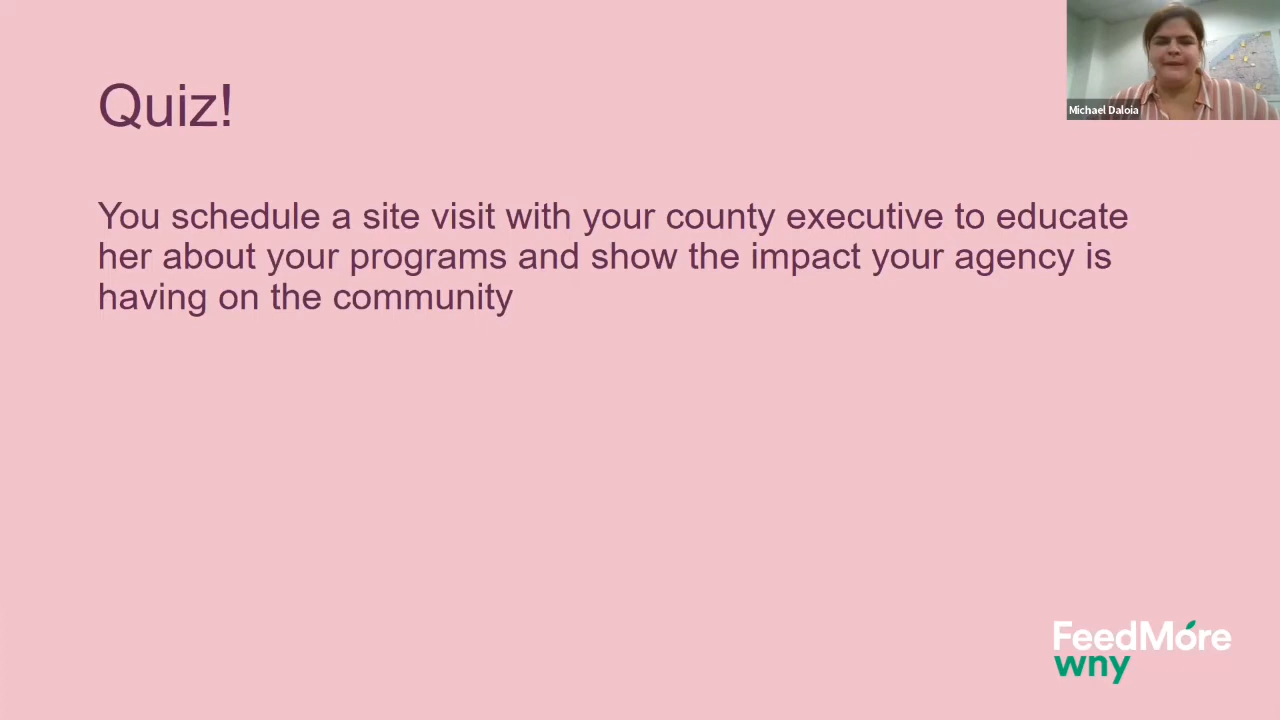 Quiz!
Michael Daloia
You schedule a site visit with your county executive to educate
her about your programs and show the impact your agency is
having on the community
FeedMore
wny